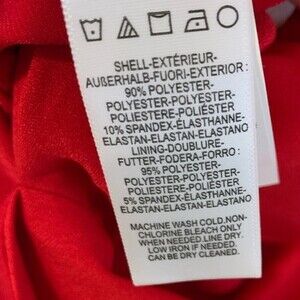 SHELL-EXTÉRIEUR-
AUßERHALB-FUORI-EXTERIOR :
90% POLYESTER-
POLYESTER-POLYESTER-
POLIESTERE-POLIÉSTER
10% SPANDEX-ÉLASTHANNE-
ELASTAN-ELASTAN-ELASTANO
LINING-DOUBLURE-
FUTTER-FODERA-FORRO :
95% POLYESTER-
POLYESTER-POLYESTER-
POLIESTERE-POLIÉSTER
5% SPANDEX-ÉLASTHANNE-
ELASTAN-ELASTAN-ELASTANO
MACHINE WASH COLD.NON-
CHLORINE BLEACH ONLY
WHEN NEEDED.LINE DRY.
LOW IRON IF NEEDED
CAN BE DRY CLEANED.